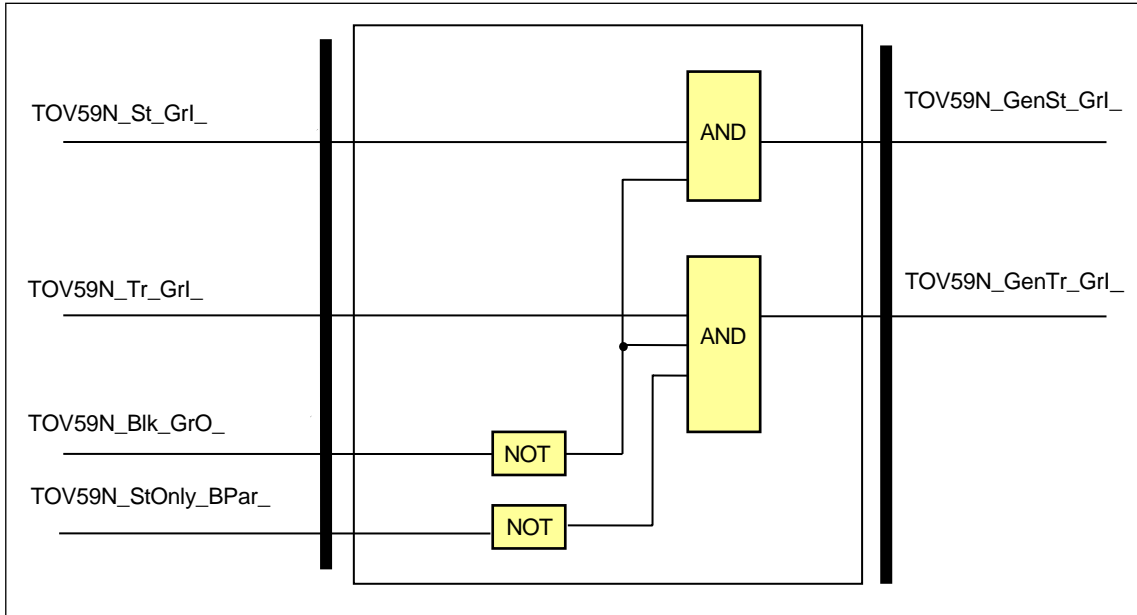 TOV59N_St_GrI_
AND
TOV59N_GenSt_GrI_
TOV59N_Tr_GrI_
AND
TOV59N_GenTr_GrI_
TOV59N_Blk_GrO_
NOT
TOV59N_StOnly_BPar_
NOT